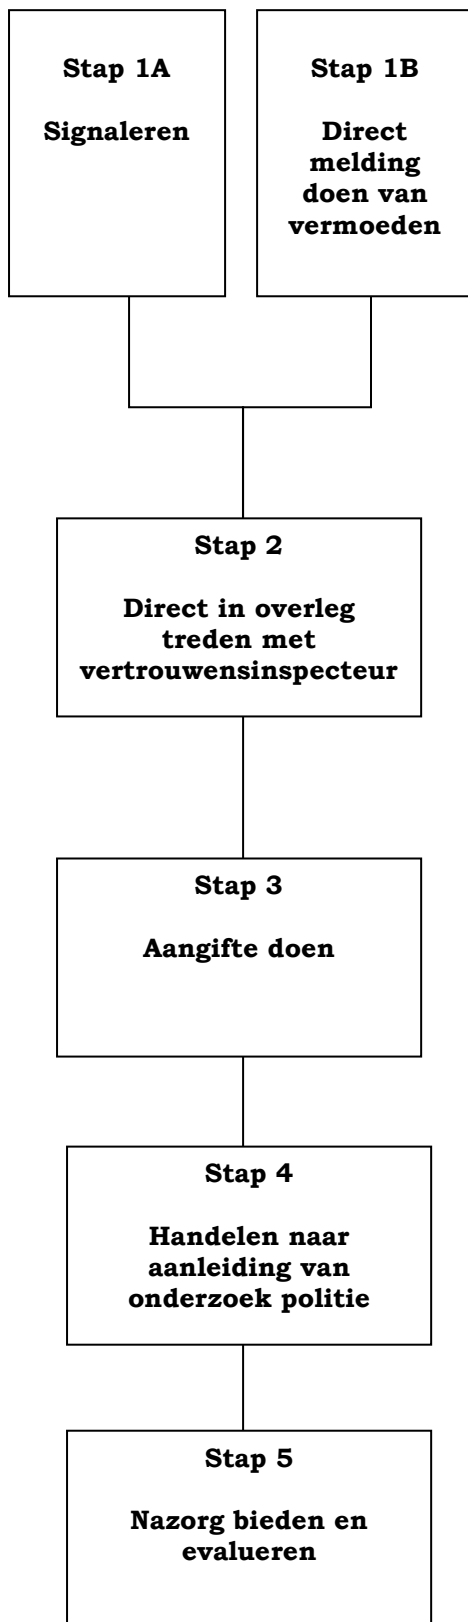 Stap 1A
Signaleren
Stap 1B
Direct
melding
doen van
vermoeden
Stap 2
Direct in overleg
treden met
vertrouwensinspecteur
Stap 3
Aangifte doen
Stap 4
Handelen naar
aanleiding van
onderzoek politie
Stap 5
Nazorg bieden en
evalueren